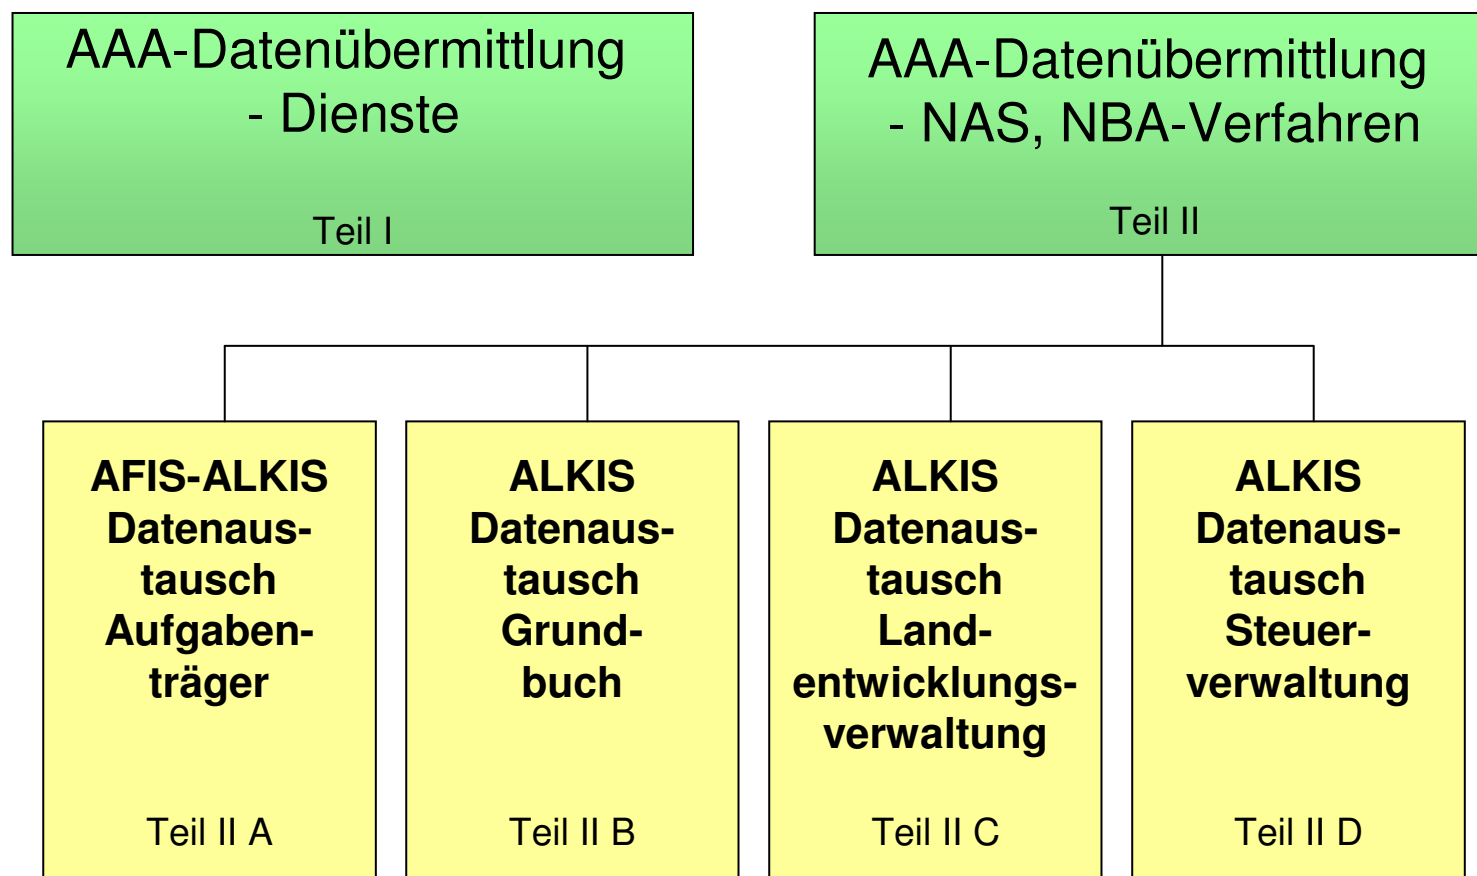 AAA-Datenübermittlung
- Dienste
Teil I
AAA-Datenübermittlung
- NAS, NBA-Verfahren
Teil II
AFIS-ALKIS
Datenaus-
tausch
Aufgaben-
träger
Teil II A
ALKIS
Datenaus-
tausch
Grund-
buch
Teil II B
ALKIS
Datenaus-
tausch
Land-
entwicklungs-
verwaltung
Teil II C
ALKIS
Datenaus-
tausch
Steuer-
verwaltung
Teil II D